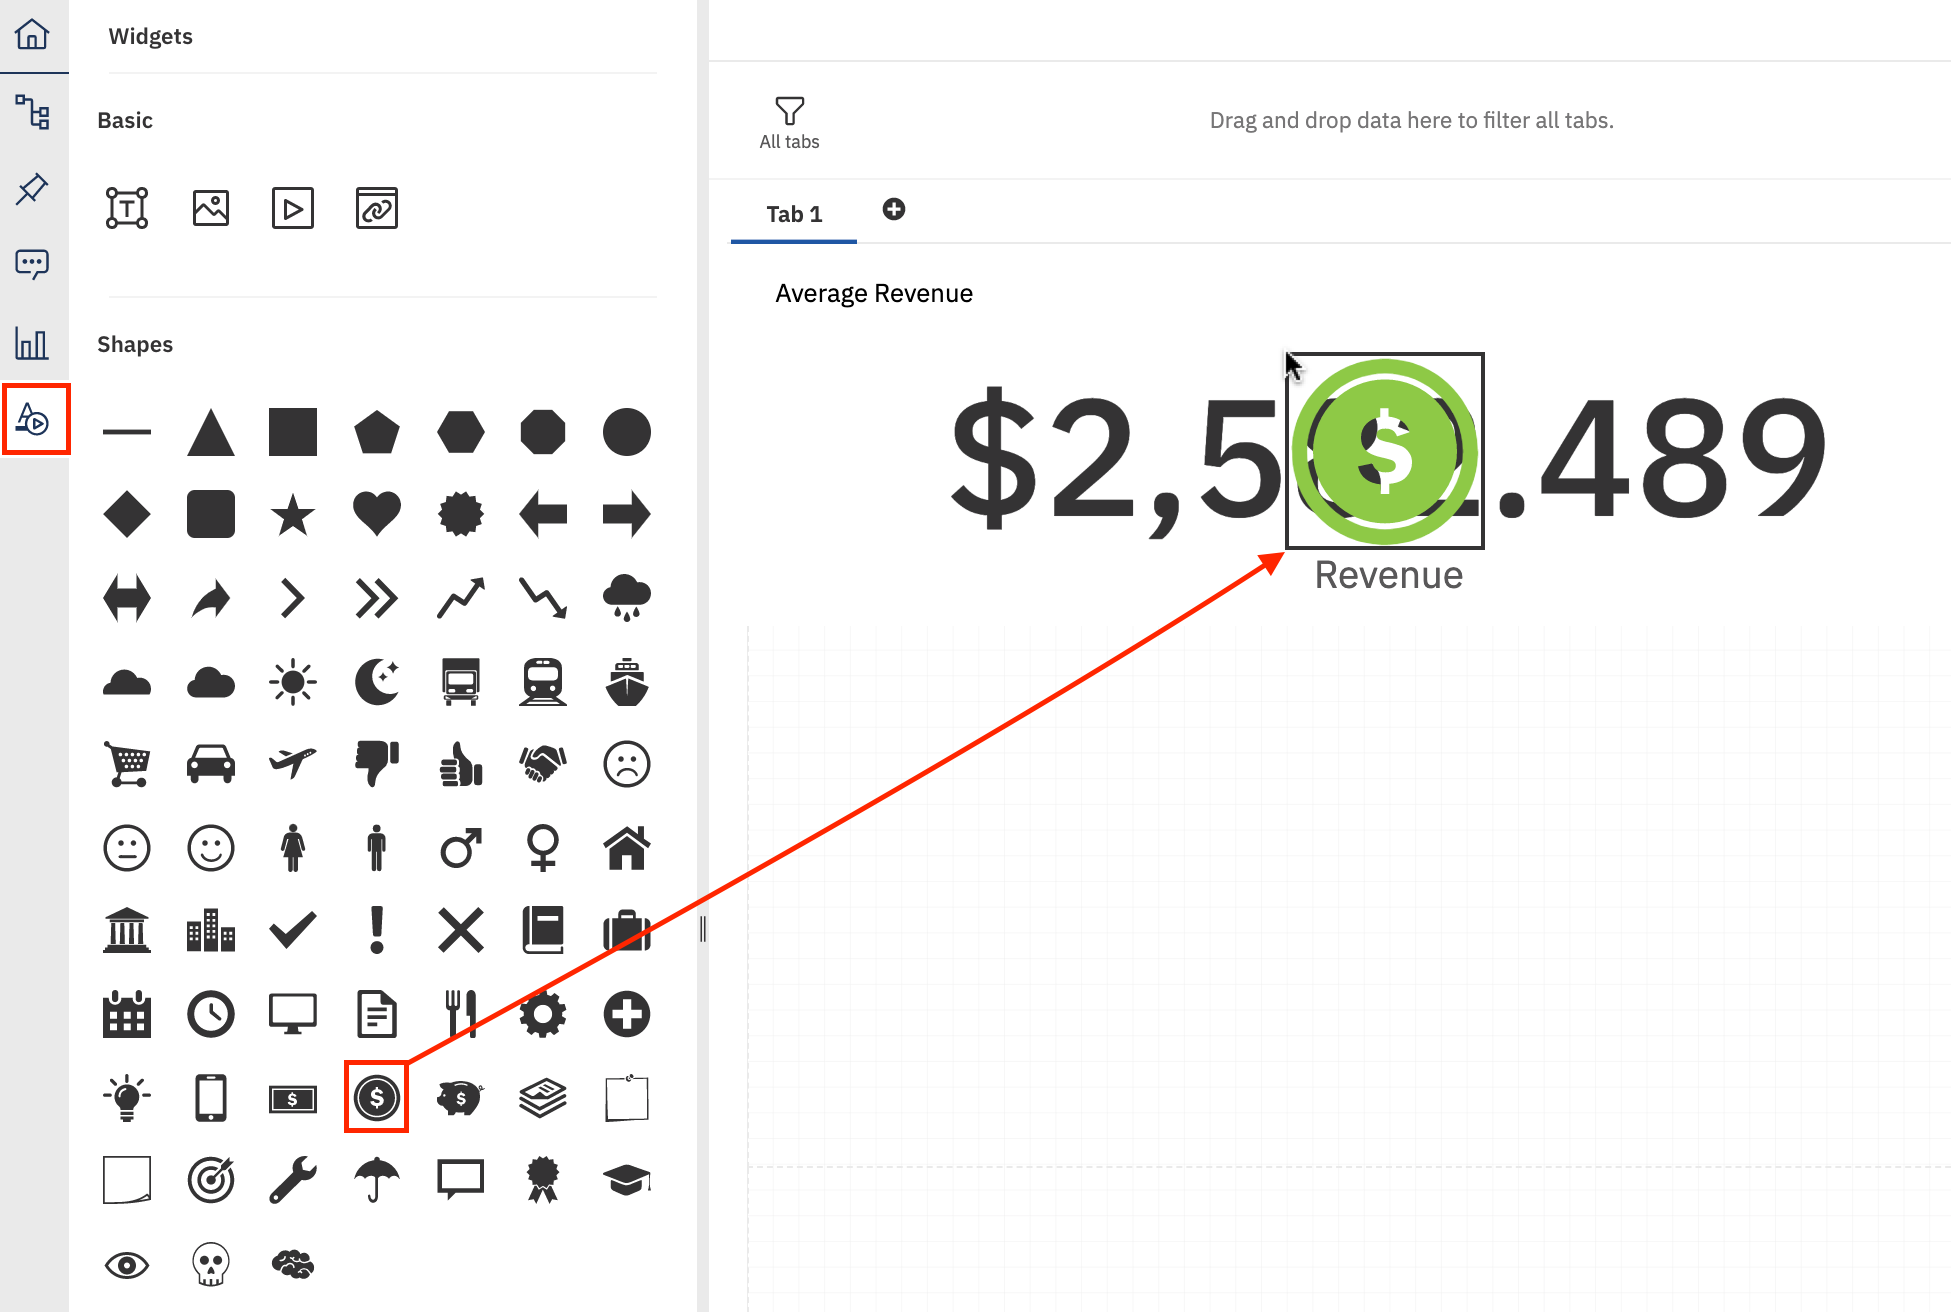 Widgets
Basic
Shapes
All tabs
Drag and drop data here to filter all tabs.
Tab 1
Average Revenue
$2,5 .489
Revenue